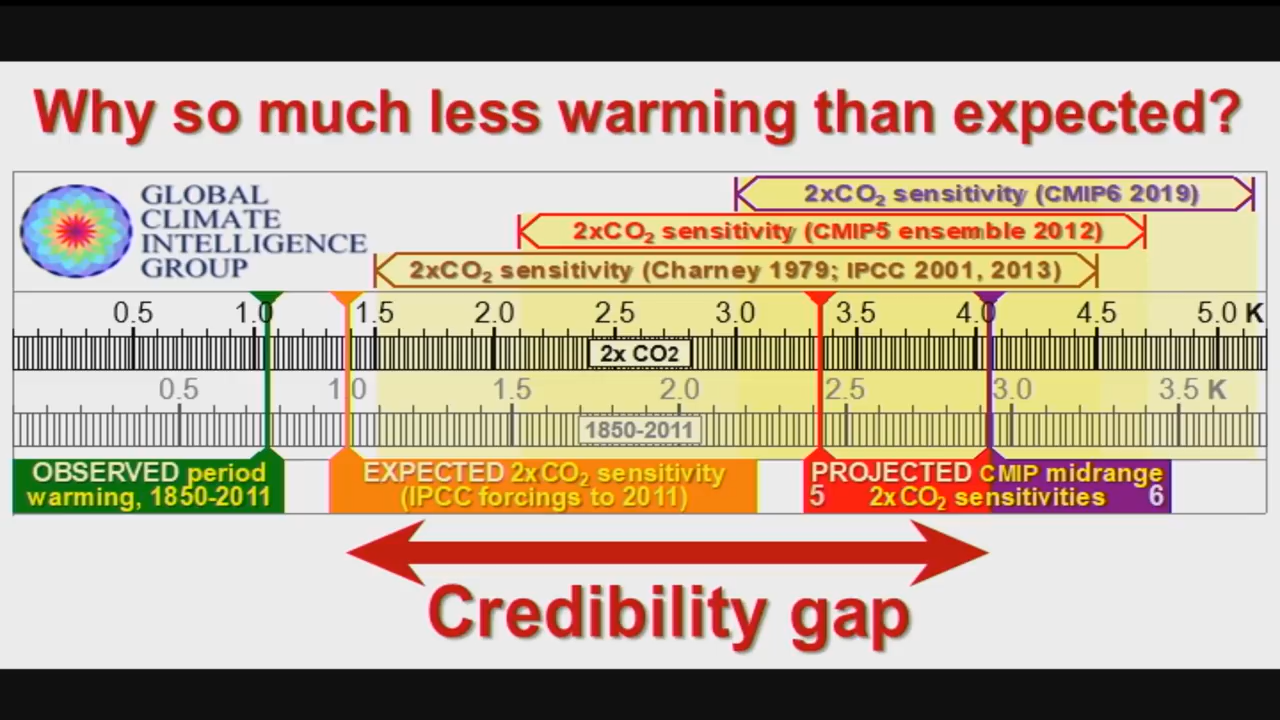 Why so much less warming than expected?
GLOBAL
CLIMATE
INTELLIGENCE
GROUP
2xCO₂ sensitivity (CMIP6 2019)
2xCO₂ sensitivity (CMIP5 ensemble 2012)
2xCO₂ sensitivity (Charney 1979; IPCC 2001, 2013)
0.5 1.0 1.5 2.0 2.5 3.0 3.5 4.0 4.5 5.0 K
2x CO2
0.5 1.0 1.5 2.0 2.5 3.0 3.5 K
1850-2011
OBSERVED period
warming, 1850-2011
EXPECTED 2xCO₂ sensitivity
(IPCC forcings to 2011)
PROJECTED CMIP midrange
5 2xCO₂ sensitivities 6
Credibility gap